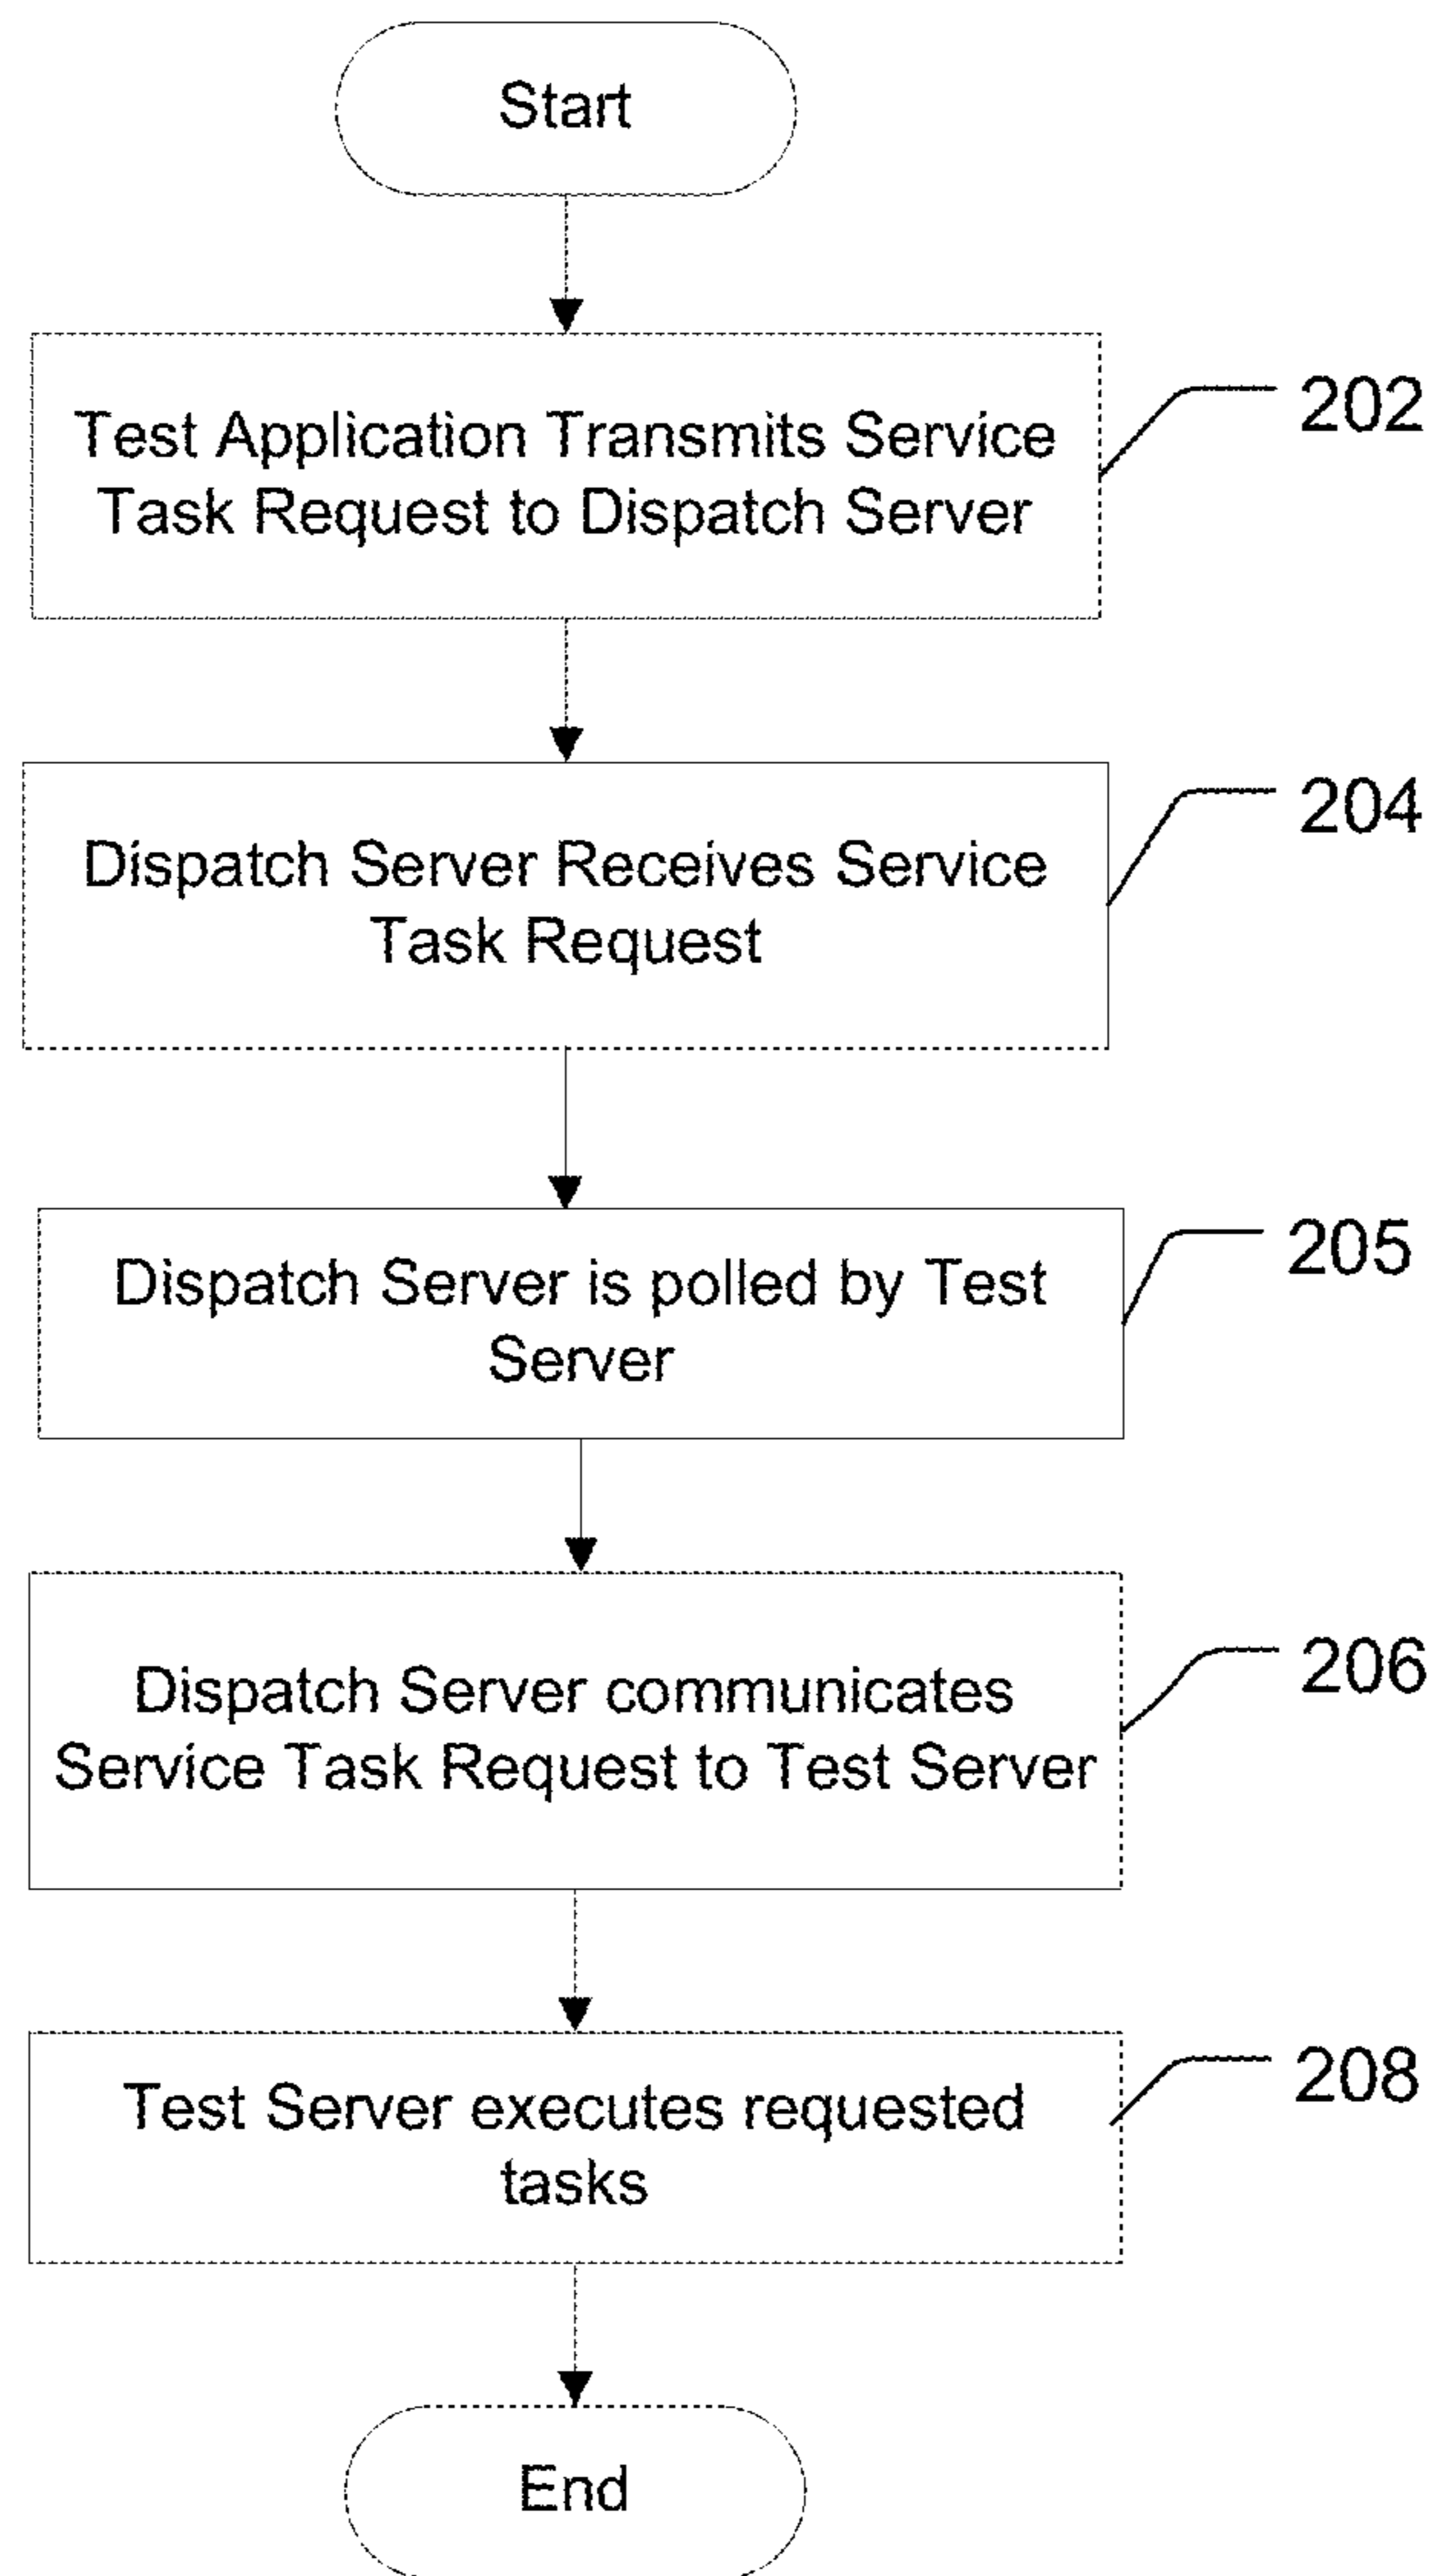 Start
Test Application Transmits Service
Task Request to Dispatch Server
202
Dispatch Server Receives Service
Task Request
204
Dispatch Server is polled by Test
Server
205
Dispatch Server communicates
Service Task Request to Test Server
206
Test Server executes requested
tasks
208
End